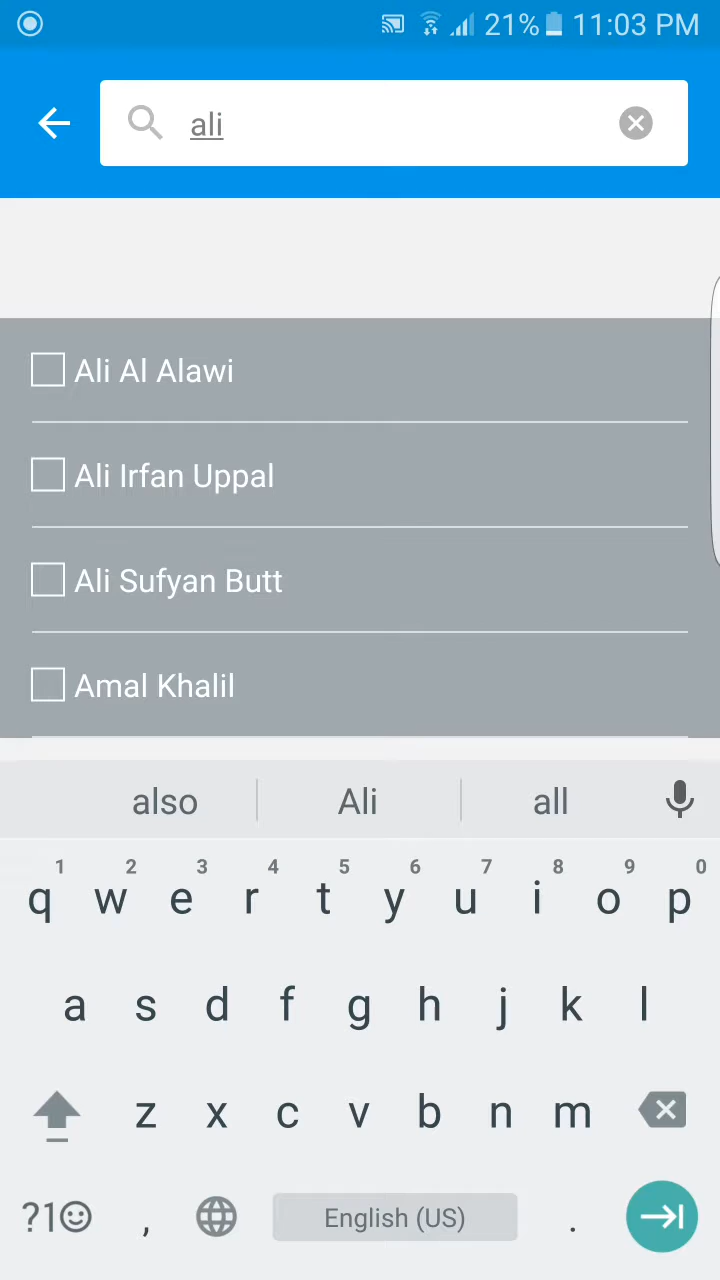 21% 11:03 PM
ali
Ali Al Alawi
Ali Irfan Uppal
Ali Sufyan Butt
Amal Khalil
also Ali all
1 2 3 4 5 6 7 8 9 0
q w e r t y u i o p
a s d f g h j k l
z x c v b n m
?1 , English (US) .